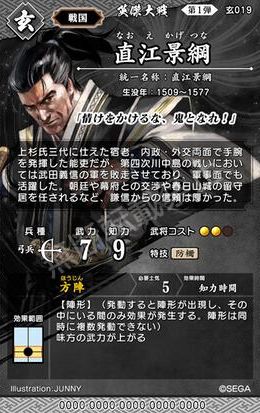 玄
戦国
英傑大戦
第1弾
玄019
なおえかげつな
直江景綱
統一名称:直江景綱
生没年:1509~1577
「情けをかけるな、鬼となれ!」
上杉氏三代に仕えた宿老。内政・外交両面で手腕
を発揮した能吏だが、第四次川中島の戦いにおい
ては武田義信の軍を敗走させており、軍事面でも
活躍した。朝廷や幕府との交渉や春日山城の留守
居を任されるなど、謙信からの信頼は厚かった。
兵種 武力 知力 武将コスト
弓兵 7 9 特技 防柵
ほうじん
方陣
必要士気
5
効果時間
知力時間
効果範囲
【陣形】(発動すると陣形が出現し、その
中にいる間のみ効果が発生する。陣形は同
時に複数発動できない)
味方の武力が上がる
Illustration:JUNNY ©SEGA
0000-0000-0000-0000-0000